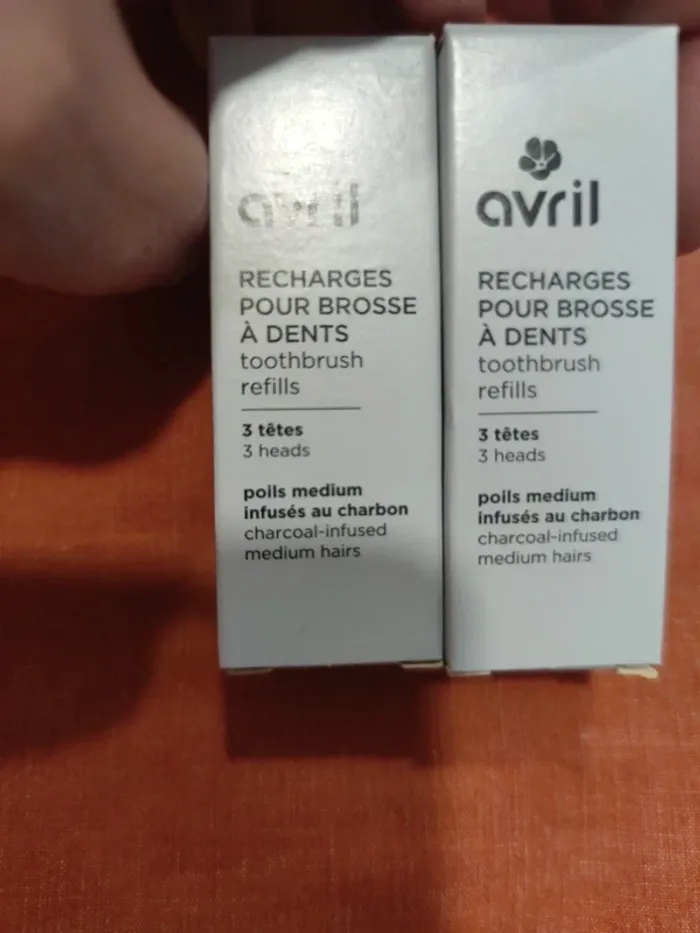 avril
RECHARGES
POUR BROSSE
À DENTS
toothbrush
refills
3 têtes
3 heads
poils medium
infusés au charbon
charcoal-infused
medium hairs
avril
RECHARGES
POUR BROSSE
À DENTS
toothbrush
refills
3 têtes
3 heads
poils medium
infusés au charbon
charcoal-infused
medium hairs